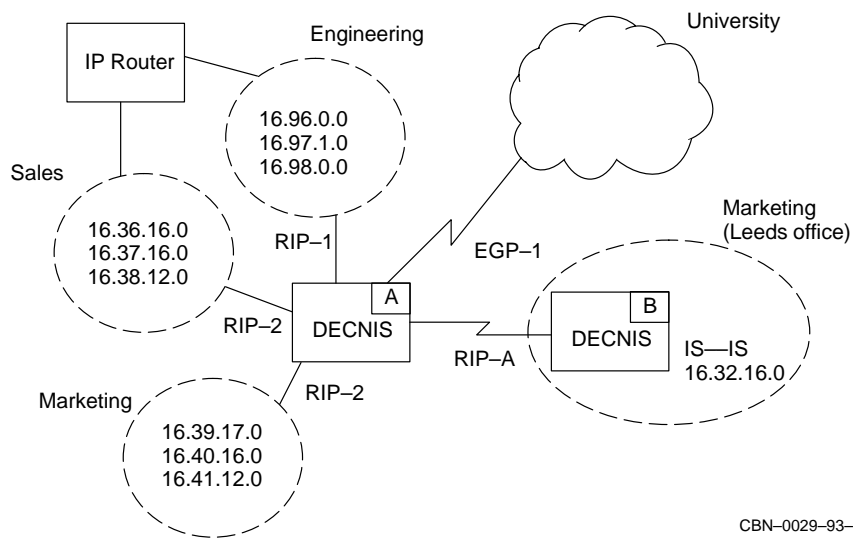 University
Engineering
IP Router
16.96.0.0
16.97.1.0
16.98.0.0
Sales
16.36.16.0
16.37.16.0
16.38.12.0
RIP–1
EGP–1
Marketing
(Leeds office)
A
DECNIS
B
DECNIS
RIP–2
RIP–A
IS—IS
16.32.16.0
RIP–2
Marketing
16.39.17.0
16.40.16.0
16.41.12.0
CBN–0029–93–